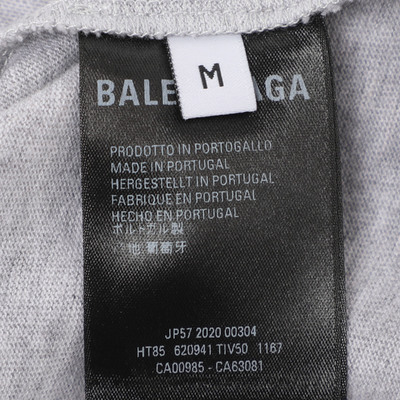 M
BALE AGA
PRODOTTO IN PORTOGALLO
MADE IN PORTUGAL
HERGESTELLT IN PORTUGAL
FABRIQUE EN PORTUGAL
HECHO EN PORTUGAL
ポルトガル製
地:葡萄牙
JP57 2020 00304
HT85 620941 TIV50 1167
CA00985 - CA63081